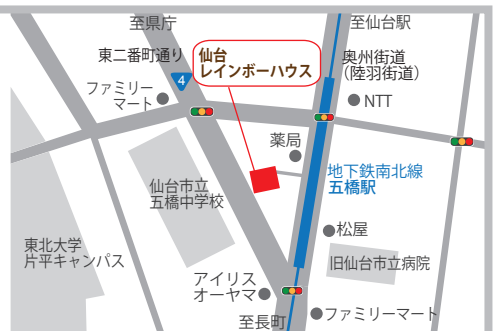 至県庁
至仙台駅
東二番町通り
仙台
レインボーハウス
奥州街道
（陸羽街道）
4
ファミリー
マート
NTT
薬局
地下鉄南北線
五橋駅
仙台市立
五橋中学校
松屋
東北大学
片平キャンパス
旧仙台市立病院
アイリス
オーヤマ
至長町
ファミリーマート